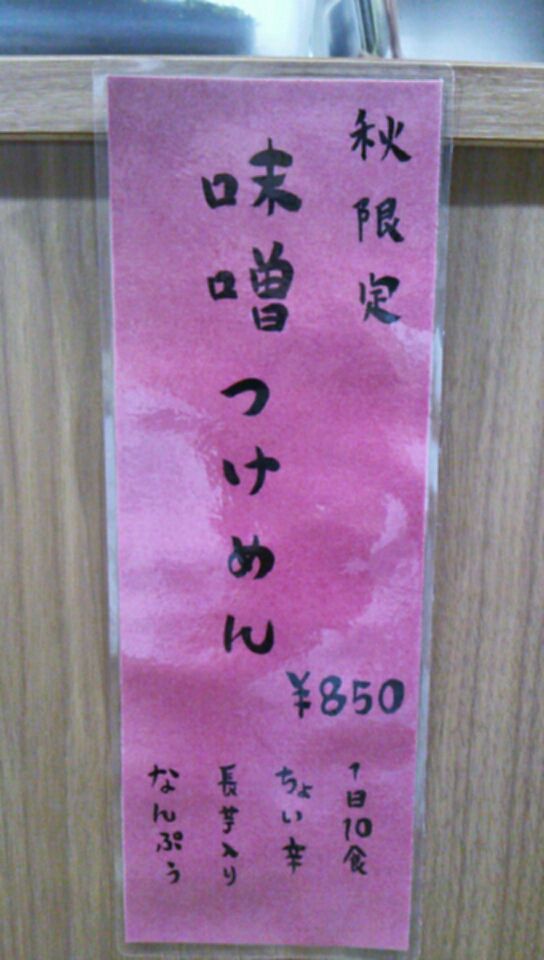 秋限定
味噌つけめん
¥850
1日10食
ちょい辛
長芋入り
なんぷう